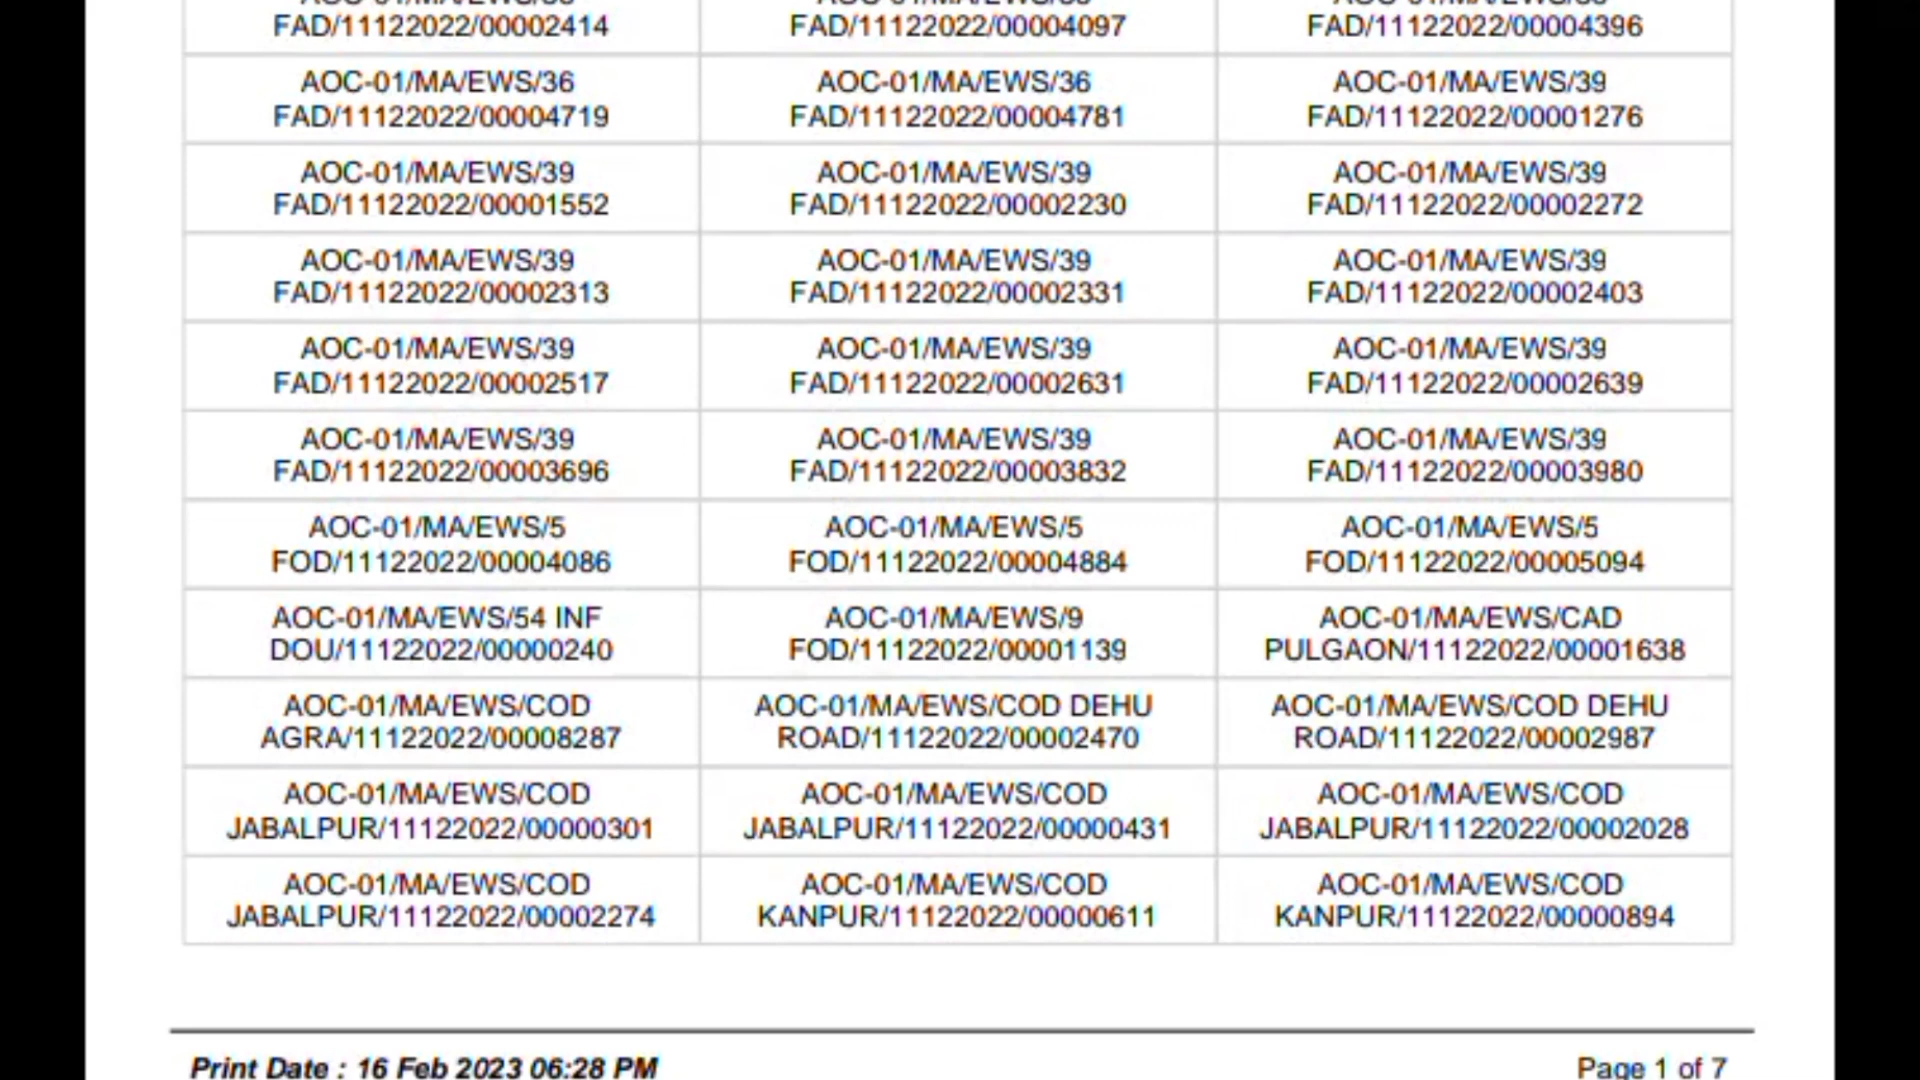 FAD/11122022/00002414 FAD/11122022/00004097 FAD/11122022/00004396
AOC-01/MA/EWS/36 AOC-01/MA/EWS/36 AOC-01/MA/EWS/39
FAD/11122022/00004719 FAD/11122022/00004781 FAD/11122022/00001276
AOC-01/MA/EWS/39 AOC-01/MA/EWS/39 AOC-01/MA/EWS/39
FAD/11122022/00001552 FAD/11122022/00002230 FAD/11122022/00002272
AOC-01/MA/EWS/39 AOC-01/MA/EWS/39 AOC-01/MA/EWS/39
FAD/11122022/00002313 FAD/11122022/00002331 FAD/11122022/00002403
AOC-01/MA/EWS/39 AOC-01/MA/EWS/39 AOC-01/MA/EWS/39
FAD/11122022/00002517 FAD/11122022/00002631 FAD/11122022/00002639
AOC-01/MA/EWS/39 AOC-01/MA/EWS/39 AOC-01/MA/EWS/39
FAD/11122022/00003696 FAD/11122022/00003832 FAD/11122022/00003980
AOC-01/MA/EWS/5 AOC-01/MA/EWS/5 AOC-01/MA/EWS/5
FOD/11122022/00004086 FOD/11122022/00004884 FOD/11122022/00005094
AOC-01/MA/EWS/54 INF AOC-01/MA/EWS/9 AOC-01/MA/EWS/CAD
DOU/11122022/00000240 FOD/11122022/00001139 PULGAON/11122022/00001638
AOC-01/MA/EWS/COD AOC-01/MA/EWS/COD DEHU AOC-01/MA/EWS/COD DEHU
AGRA/11122022/00008287 ROAD/11122022/00002470 ROAD/11122022/00002987
AOC-01/MA/EWS/COD AOC-01/MA/EWS/COD AOC-01/MA/EWS/COD
JABALPUR/11122022/00000301 JABALPUR/11122022/00000431 JABALPUR/11122022/00002028
AOC-01/MA/EWS/COD AOC-01/MA/EWS/COD AOC-01/MA/EWS/COD
JABALPUR/11122022/00002274 KANPUR/11122022/00000611 KANPUR/11122022/00000894
Print Date : 16 Feb 2023 06:28 PM Page 1 of 7